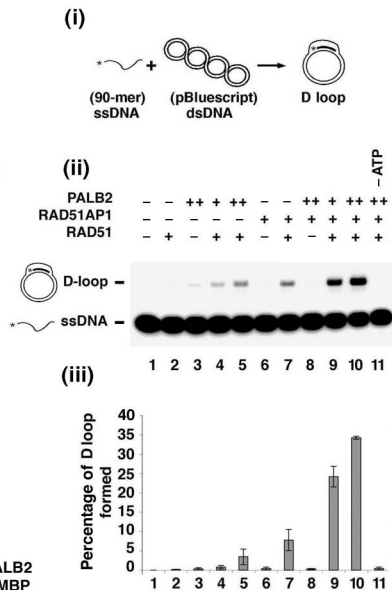 (i)
* + →
(90-mer) (pBluescript) D loop
ssDNA dsDNA
(ii)
– ATP
PALB2 – – ++ + ++ – – ++ + ++ ++
RAD51AP1 – – – – – + + + + + +
RAD51 – + – + + – + – + + +
* D-loop –
* ssDNA –
1 2 3 4 5 6 7 8 9 10 11
(iii)
Percentage of D loop formed
40
35
30
25
20
15
10
5
0
1 2 3 4 5 6 7 8 9 10 11
ALB2
MBP